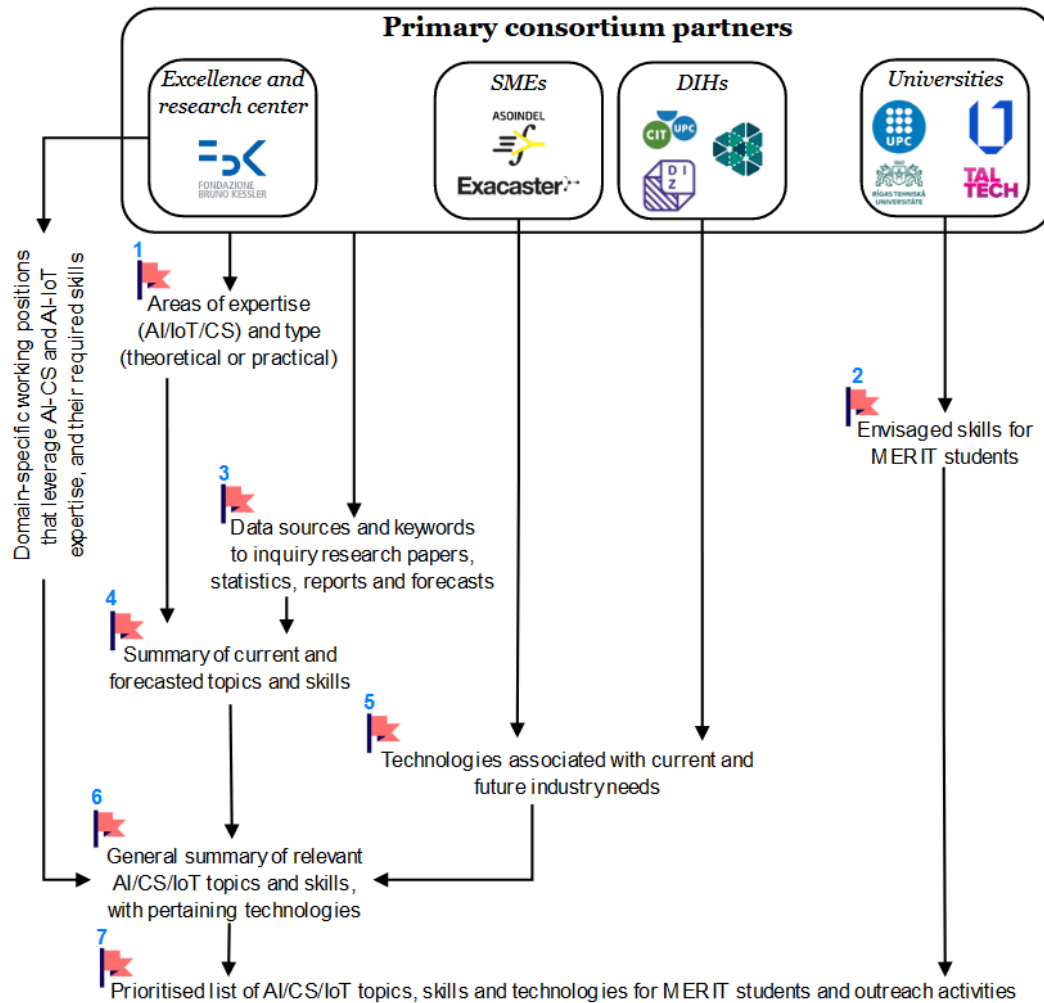 Primary consortium partners
Excellence and
research center
FBK
FONDAZIONE
BRUNO KESSLER
SMEs
ASOINDEL
Exacaster
DIHs
CIT
UPC
D I
Z
Universities
UPC
RĪGAS TEHNISKĀ
UNIVERSITĀTE
TAL
TECH
Domain-specific working positions
that leverage AI-CS and AI-IoT
expertise, and their required skills
1
Areas of expertise
(AI/IoT/CS) and type
(theoretical or practical)
2
Envisaged skills for
MERIT students
3
Data sources and keywords
to inquiry research papers,
statistics, reports and forecasts
4
Summary of current and
forecasted topics and skills
5
Technologies associated with current and
future industry needs
6
General summary of relevant
AI/CS/IoT topics and skills,
with pertaining technologies
7
Prioritised list of AI/CS/IoT topics, skills and technologies for MERIT students and outreach activities